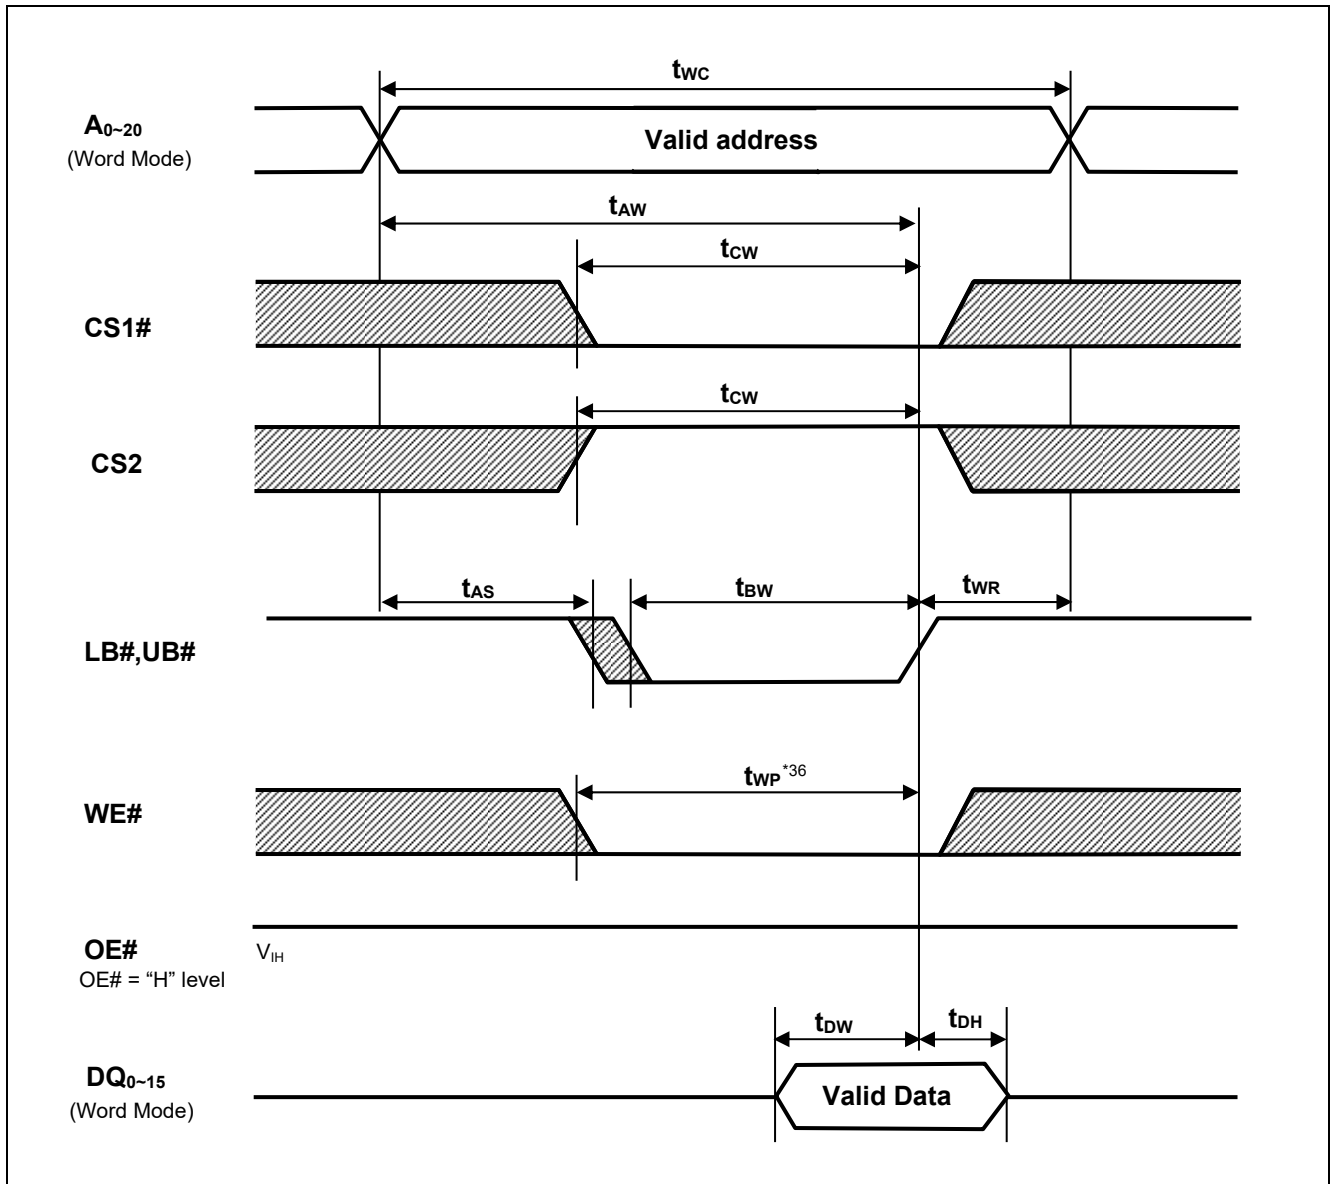 tWC
A0~20
(Word Mode)
Valid address
tAW
tCW
CS1#
tCW
CS2
tAS
tBW
tWR
LB#,UB#
tWP*36
WE#
OE#
VIH
OE# = “H” level
tDW
tDH
DQ0~15
(Word Mode)
Valid Data